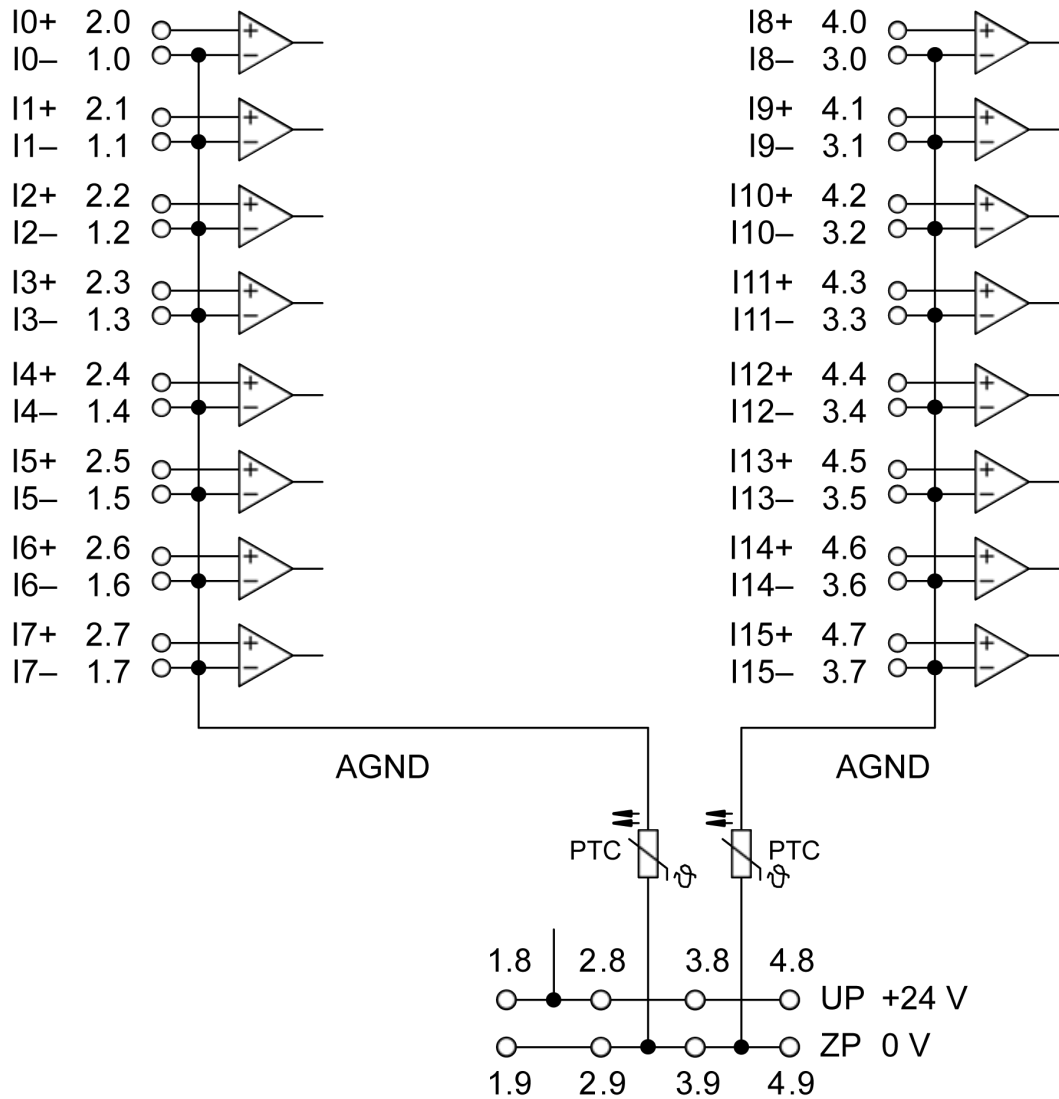 I0+ 2.0
I0– 1.0
I1+ 2.1
I1– 1.1
I2+ 2.2
I2– 1.2
I3+ 2.3
I3– 1.3
I4+ 2.4
I4– 1.4
I5+ 2.5
I5– 1.5
I6+ 2.6
I6– 1.6
I7+ 2.7
I7– 1.7
I8+ 4.0
I8– 3.0
I9+ 4.1
I9– 3.1
I10+ 4.2
I10– 3.2
I11+ 4.3
I11– 3.3
I12+ 4.4
I12– 3.4
I13+ 4.5
I13– 3.5
I14+ 4.6
I14– 3.6
I15+ 4.7
I15– 3.7
AGND
AGND
PTC
ϑ
PTC
ϑ
1.8 2.8 3.8 4.8
UP +24 V
ZP 0 V
1.9 2.9 3.9 4.9